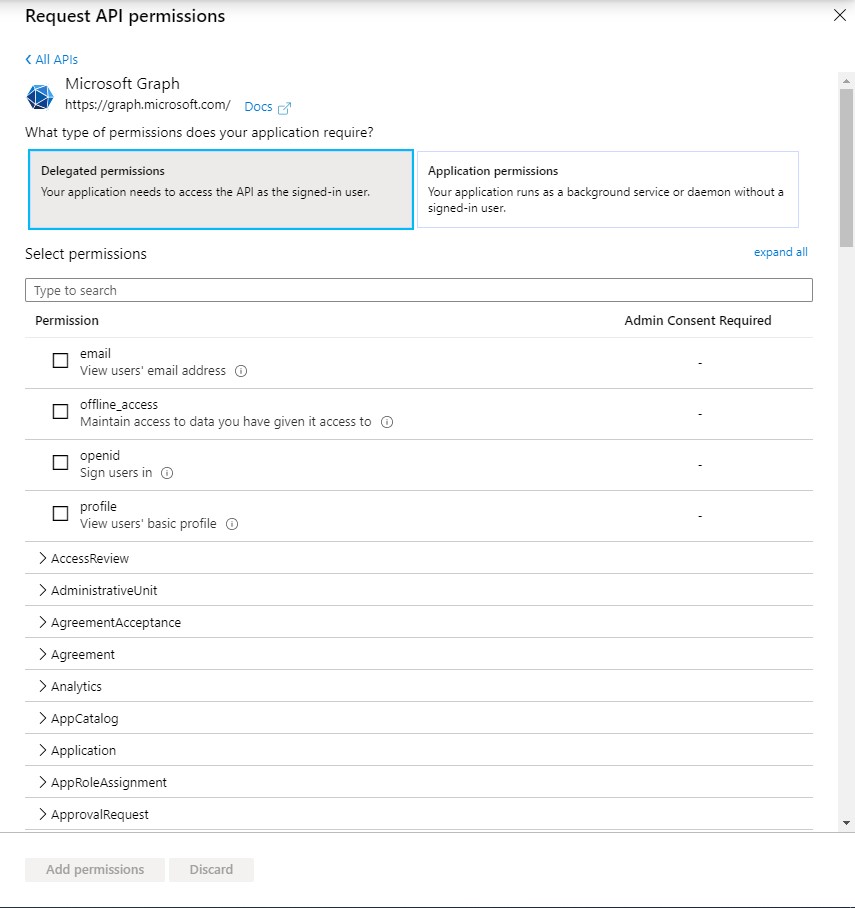 Request API permissions
All APIs
Microsoft Graph
https://graph.microsoft.com/ Docs
What type of permissions does your application require?
Delegated permissions
Your application needs to access the API as the signed-in user.
Application permissions
Your application runs as a background service or daemon without a
signed-in user.
Select permissions
expand all
Type to search
Permission Admin Consent Required
email
View users' email address
-
offline_access
Maintain access to data you have given it access to
-
openid
Sign users in
-
profile
View users' basic profile
-
AccessReview
AdministrativeUnit
AgreementAcceptance
Agreement
Analytics
AppCatalog
Application
AppRoleAssignment
ApprovalRequest
Add permissions Discard